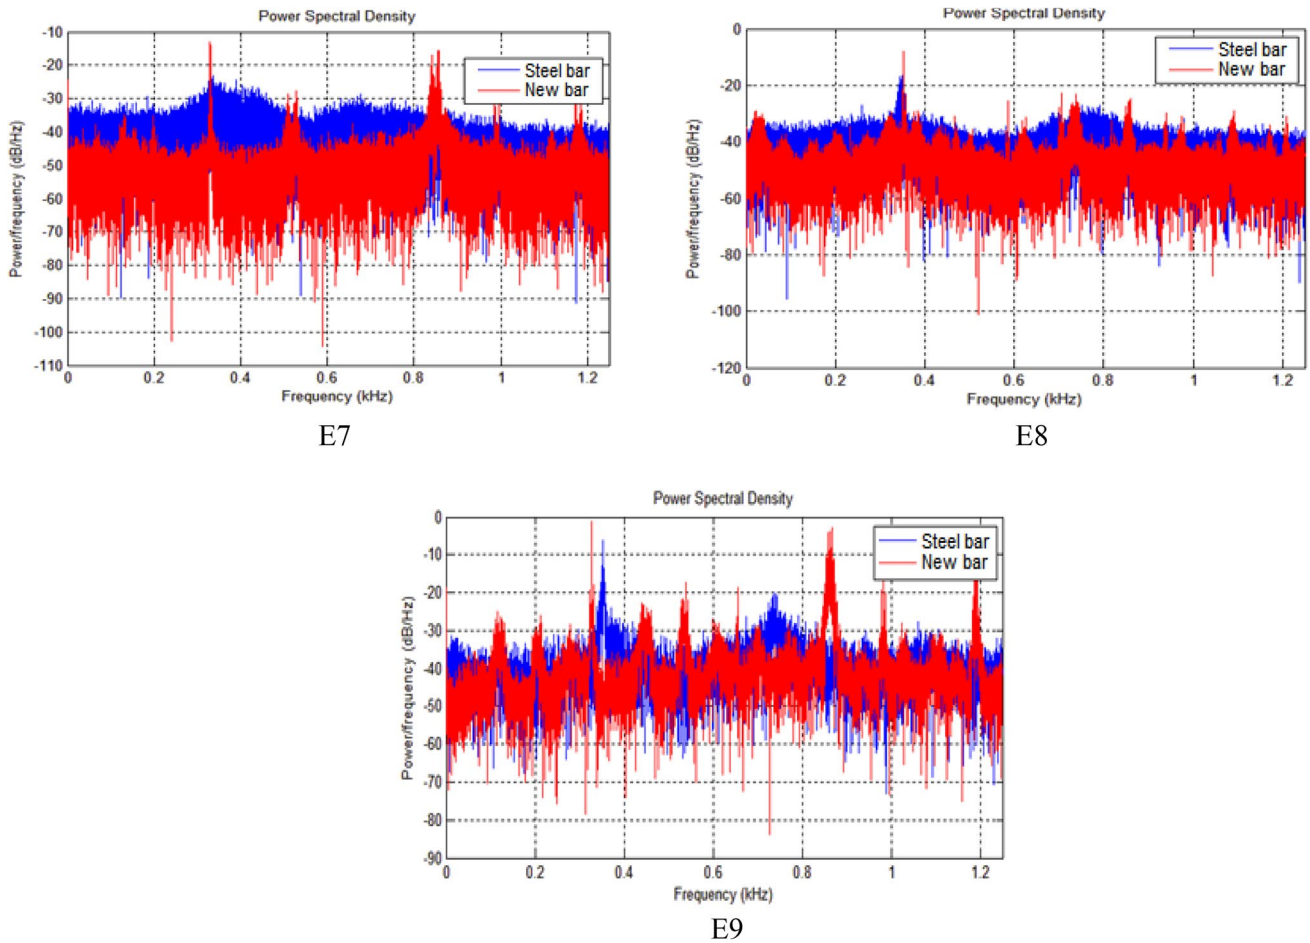 Power Spectral Density
Power Spectral Density
-10
-20
-30
-40
-50
-60
-70
-80
-90
-100
-110
Power/frequency (dB/Hz)
Steel bar
New bar
0 0.2 0.4 0.6 0.8 1 1.2
Frequency (kHz)
E7
0
-20
-40
-60
-80
-100
-120
Power/frequency (dB/Hz)
Steel bar
New bar
0 0.2 0.4 0.6 0.8 1 1.2
Frequency (kHz)
E8
Power Spectral Density
0
-10
-20
-30
-40
-50
-60
-70
-80
-90
Power/frequency (dB/Hz)
Steel bar
New bar
0 0.2 0.4 0.6 0.8 1 1.2
Frequency (kHz)
E9